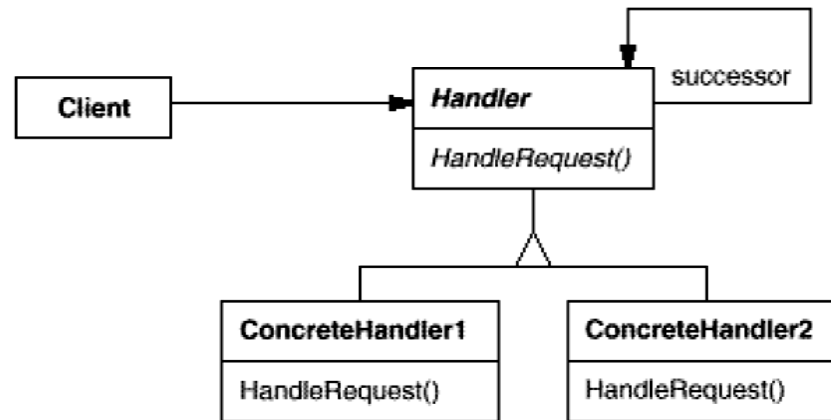 successor
Client
Handler
HandleRequest()
ConcreteHandler1
ConcreteHandler2
HandleRequest()
HandleRequest()